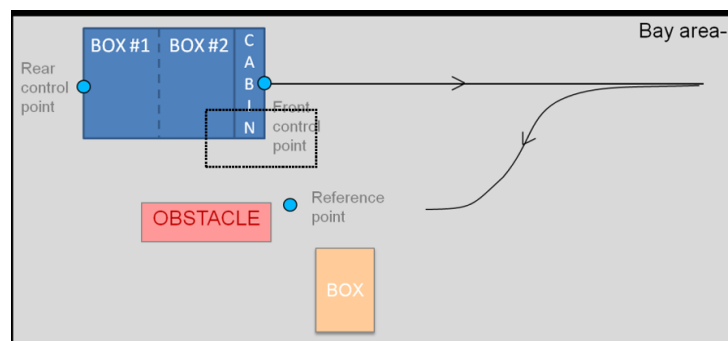 Bay area-
BOX #1
BOX #2
C
A
B
I
N
Rear
control
point
Front
control
point
Reference
point
OBSTACLE
BOX